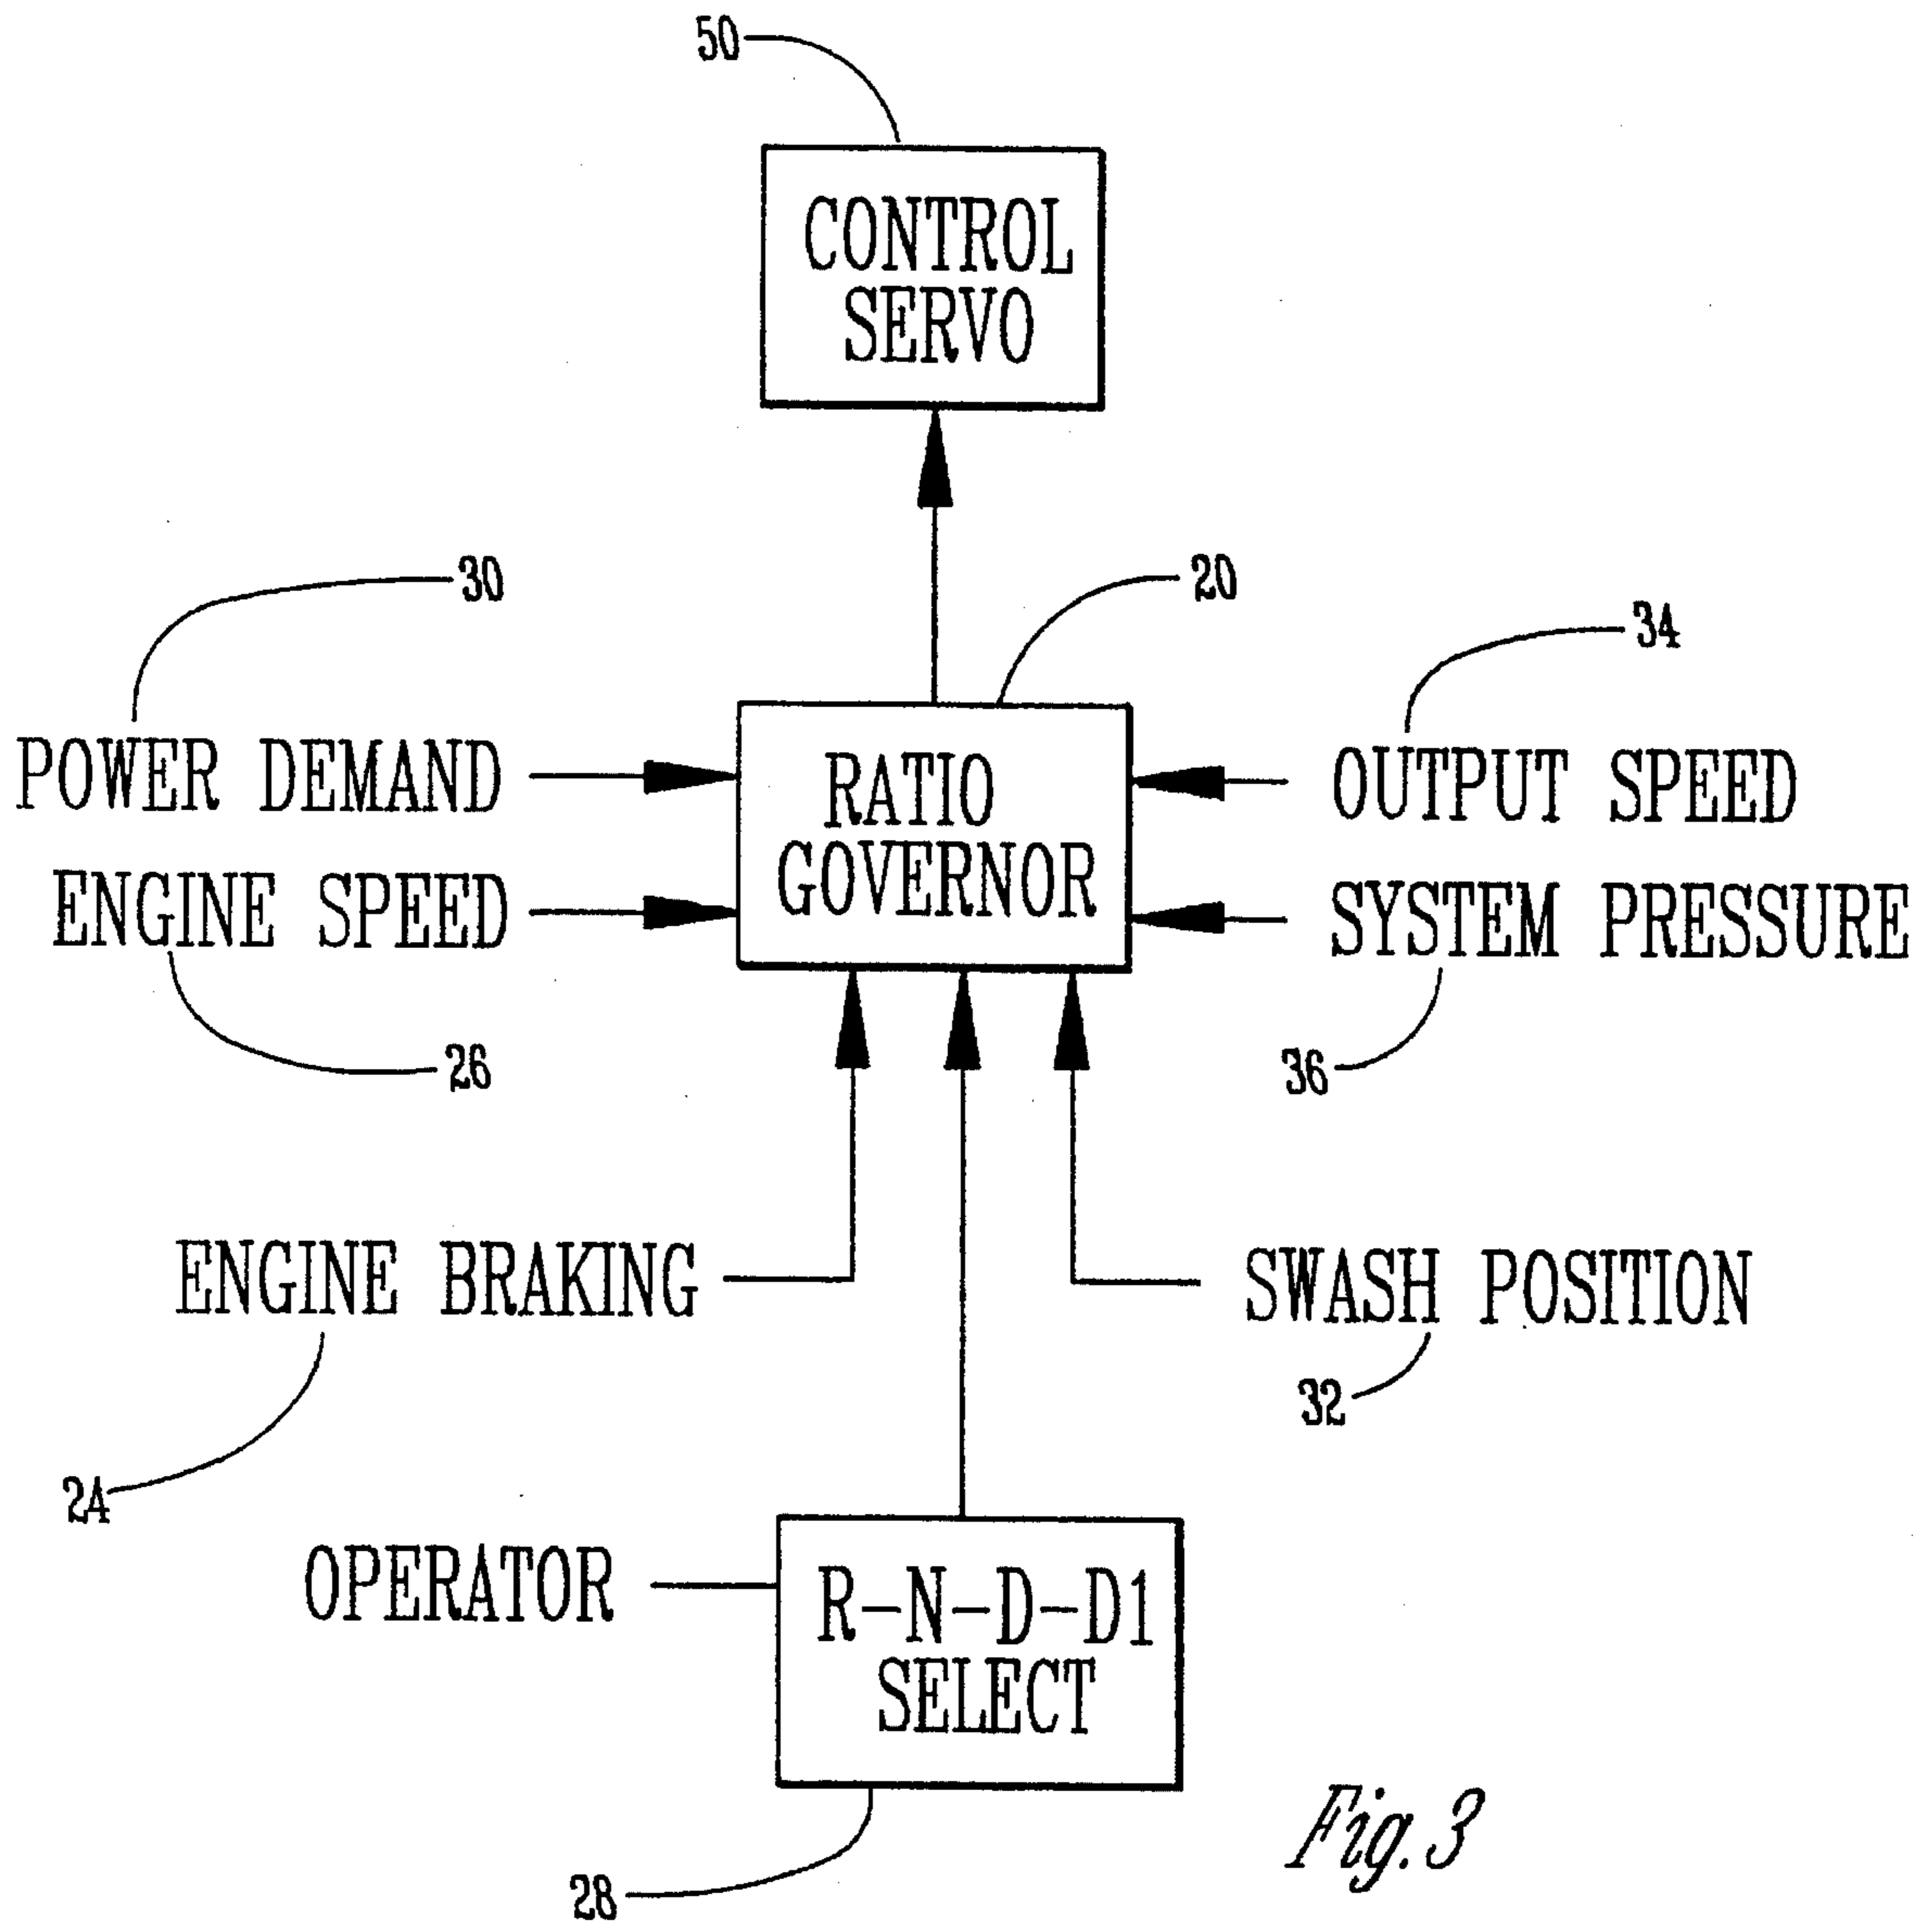 50
CONTROL
SERVO
30
20
34
POWER DEMAND
RATIO
GOVERNOR
OUTPUT SPEED
ENGINE SPEED
SYSTEM PRESSURE
26
36
ENGINE BRAKING
SWASH POSITION
32
24
OPERATOR
R-N-D-D1
SELECT
28
Fig. 3